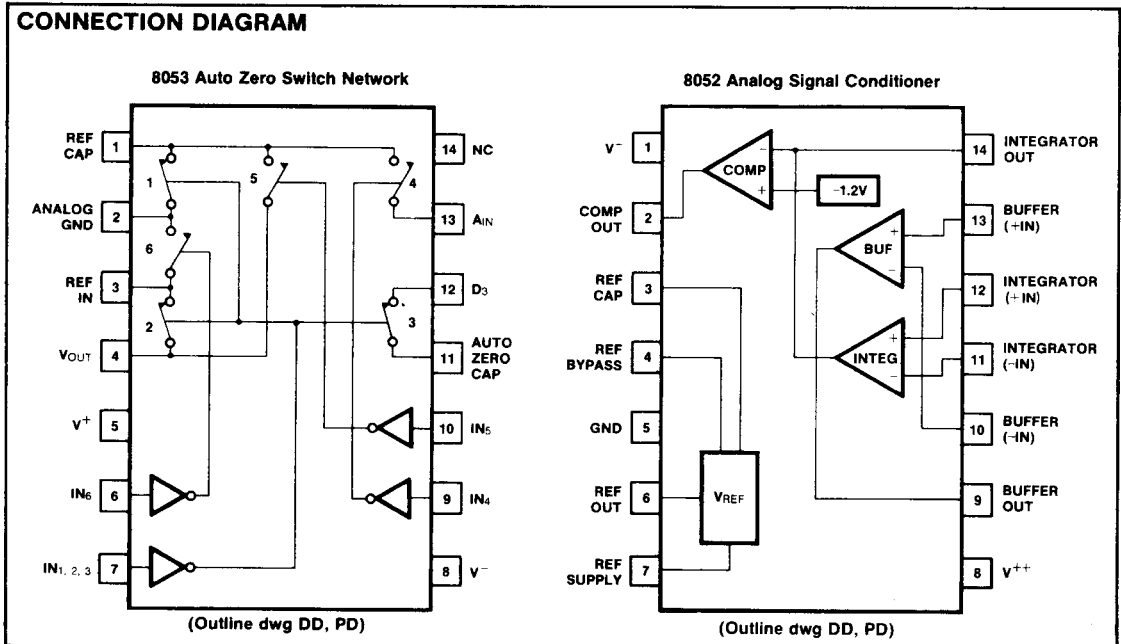 CONNECTION DIAGRAM
8053 Auto Zero Switch Network
REF
CAP
1
14
NC
1
5
4
ANALOG
GND
2
13
AIN
6
REF
IN
3
12
D3
2
3
VOUT
4
11
AUTO
ZERO
CAP
V+
5
10
IN5
IN6
6
9
IN4
IN1, 2, 3
7
8
V−
(Outline dwg DD, PD)
8052 Analog Signal Conditioner
V−
1
COMP
−
+
−1.2V
14
INTEGRATOR
OUT
COMP
OUT
2
13
BUFFER
(+IN)
BUF
+
−
REF
CAP
3
12
INTEGRATOR
(+IN)
REF
BYPASS
4
INTEG
+
−
11
INTEGRATOR
(−IN)
GND
5
10
BUFFER
(−IN)
REF
OUT
6
VREF
9
BUFFER
OUT
REF
SUPPLY
7
8
V++
(Outline dwg DD, PD)